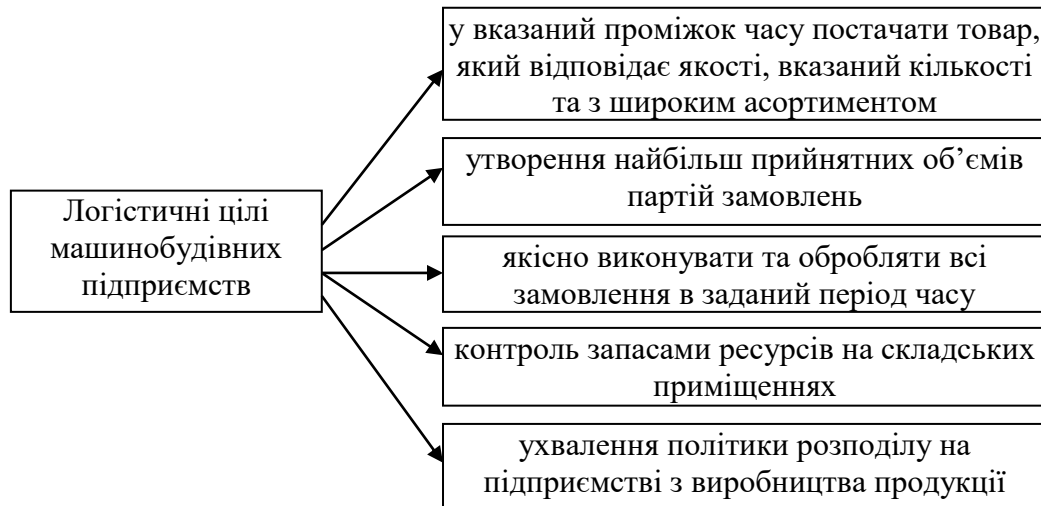 Логістичні цілі
машинобудівних
підприємств
у вказаний проміжок часу постачати товар,
який відповідає якості, вказаний кількості
та з широким асортиментом
утворення найбільш прийнятних об’ємів
партій замовлень
якісно виконувати та обробляти всі
замовлення в заданий період часу
контроль запасами ресурсів на складських
приміщеннях
ухвалення політики розподілу на
підприємстві з виробництва продукції